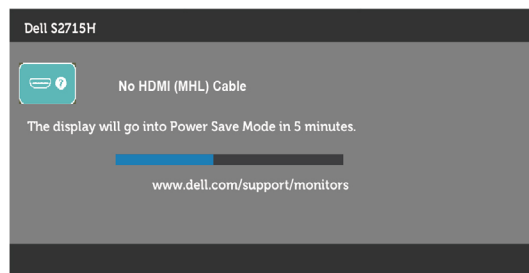 Dell S2715H
No HDMI (MHL) Cable
The display will go into Power Save Mode in 5 minutes.
www.dell.com/support/monitors